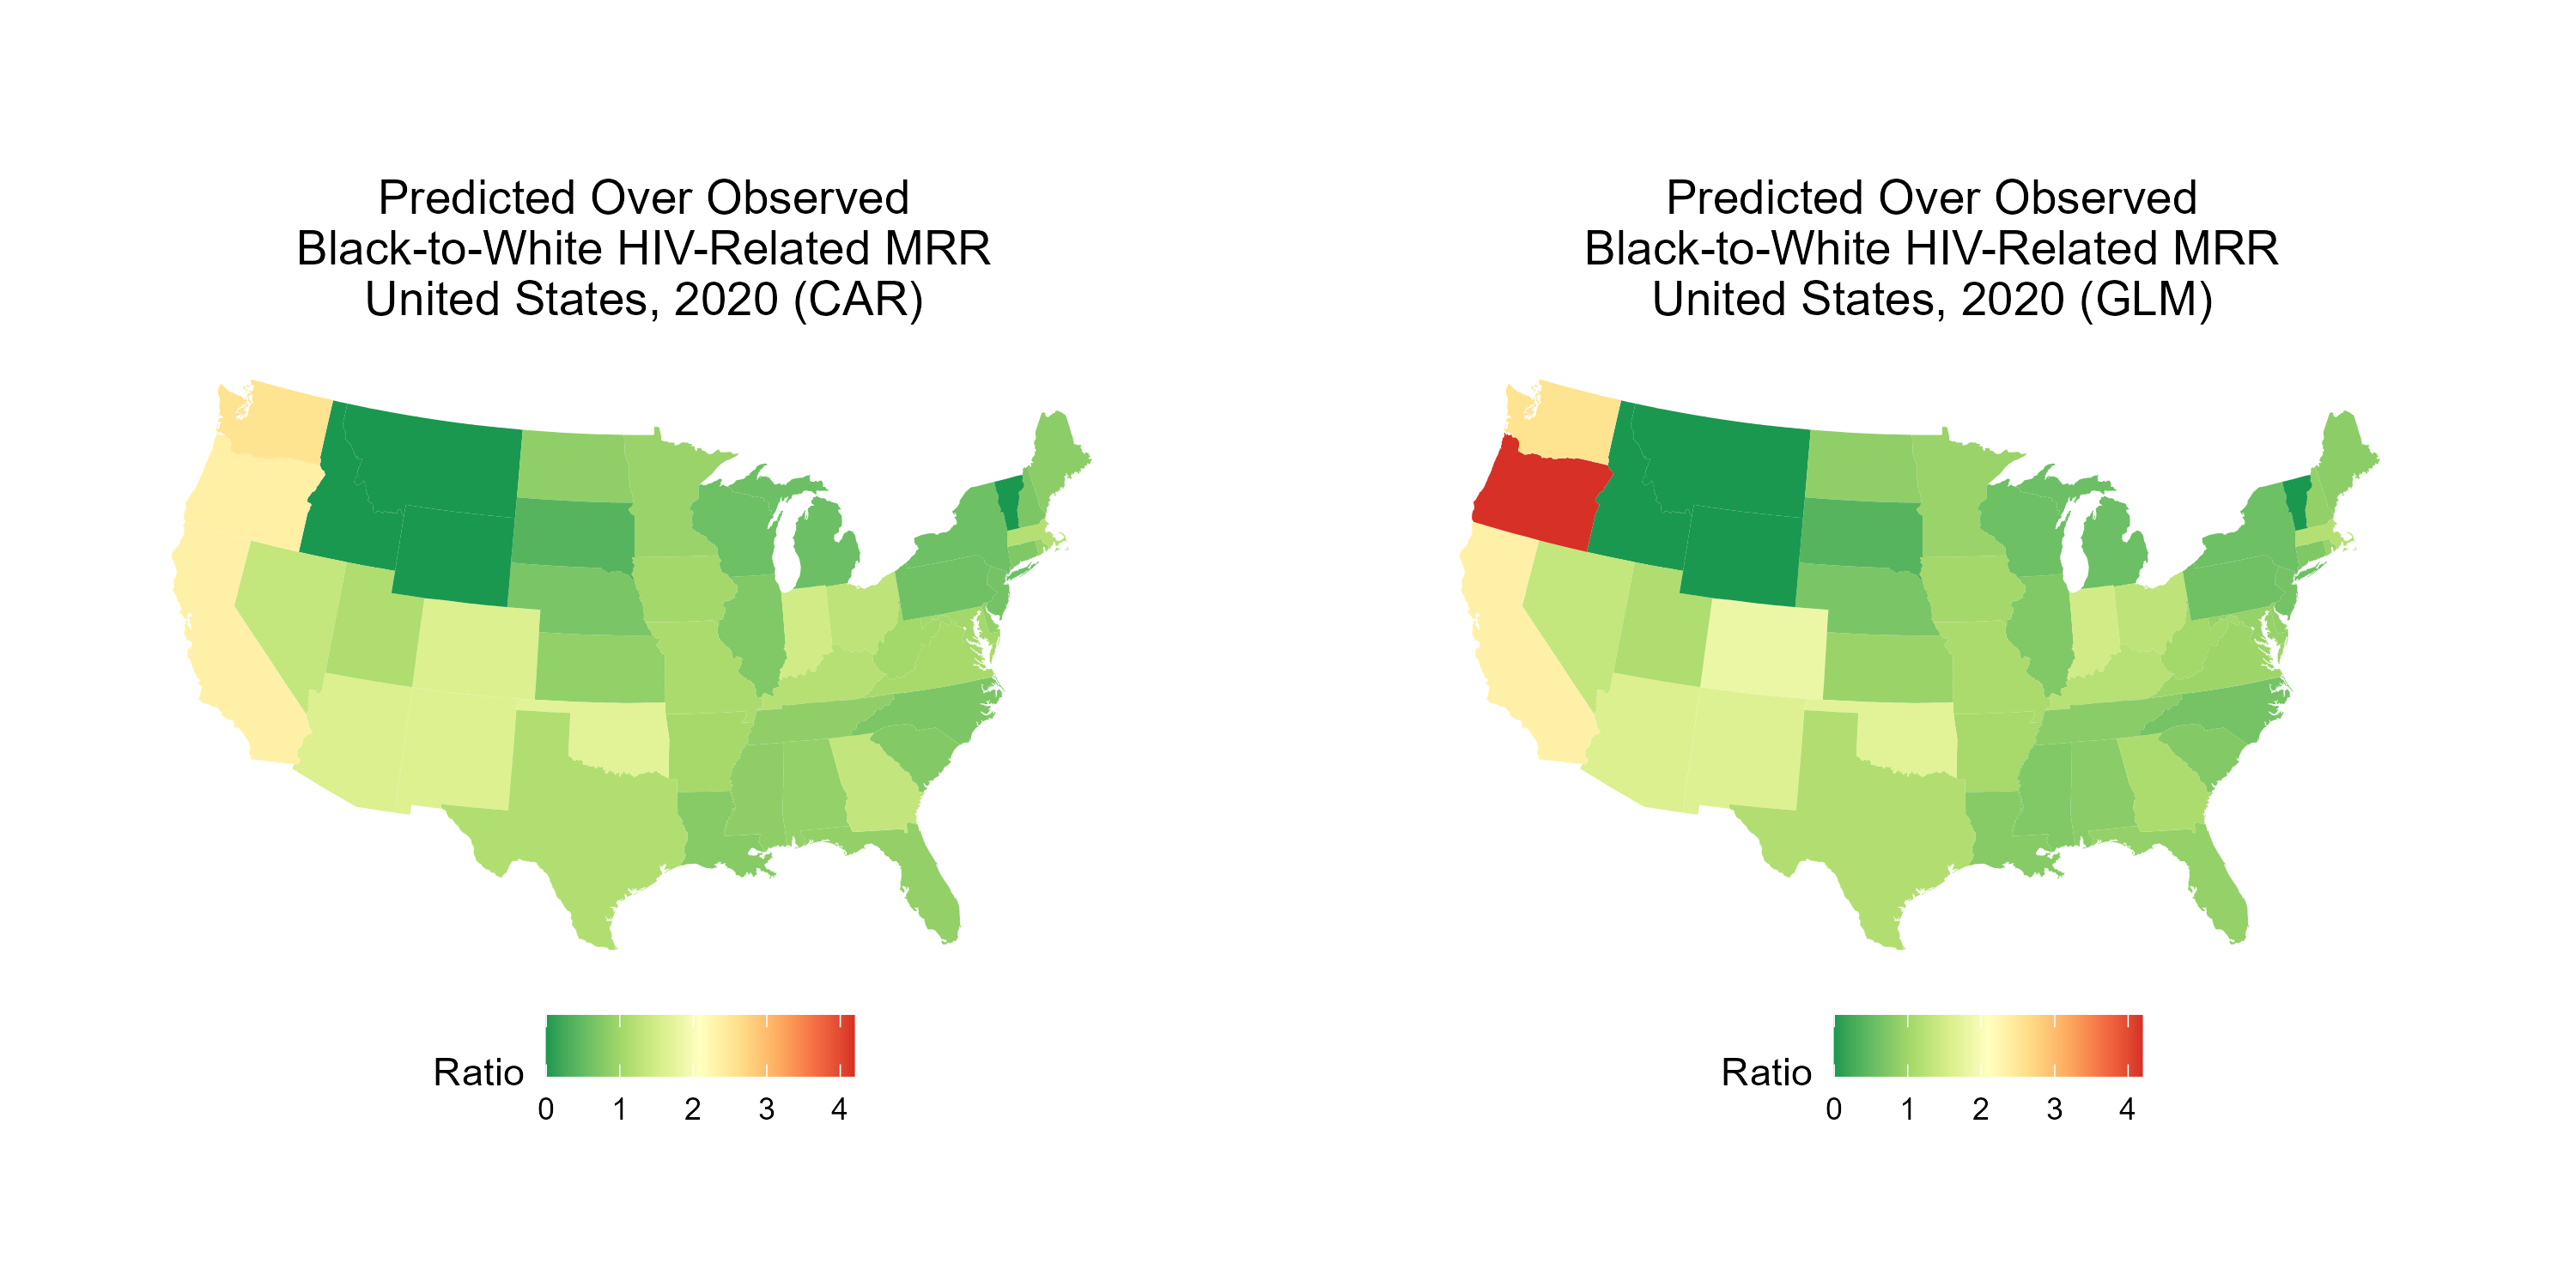 Predicted Over Observed
Black-to-White HIV-Related MRR
United States, 2020 (CAR)
Ratio
0 1 2 3 4
Predicted Over Observed
Black-to-White HIV-Related MRR
United States, 2020 (GLM)
Ratio
0 1 2 3 4